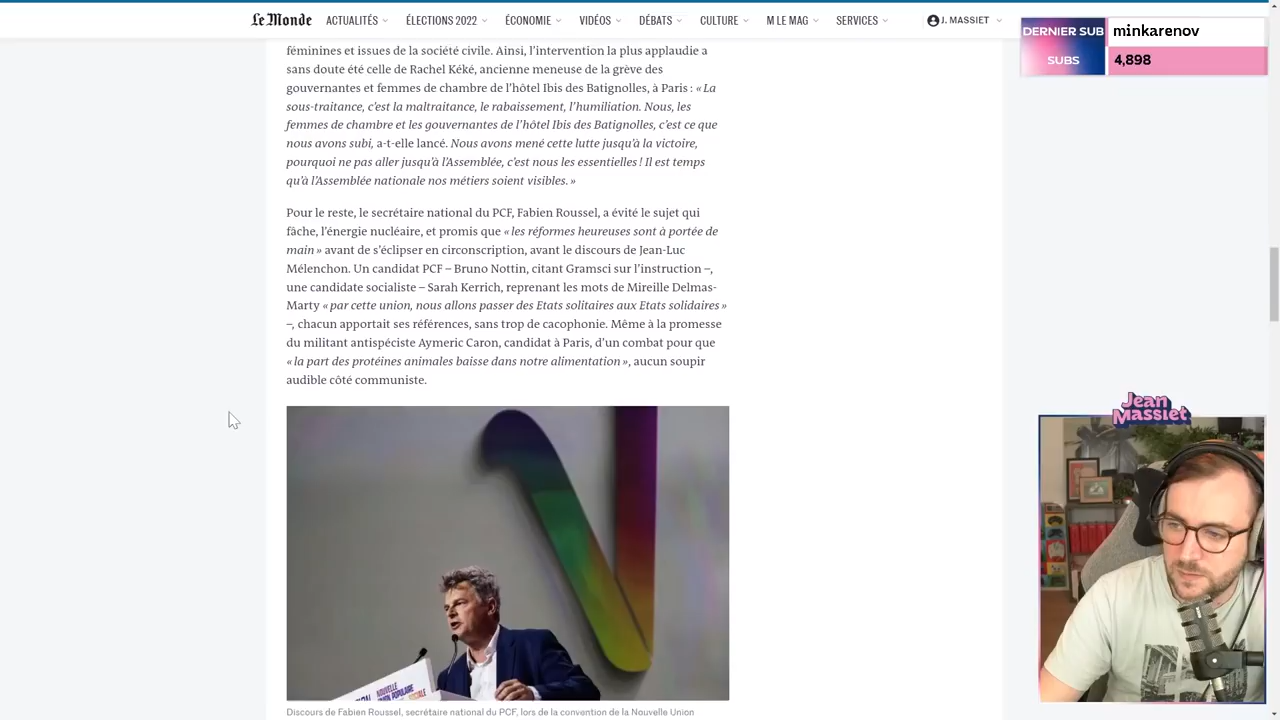 Le Monde
ACTUALITÉS
ÉLECTIONS 2022
ÉCONOMIE
VIDÉOS
DÉBATS
CULTURE
M LE MAG
SERVICES
J. MASSIET
DERNIER SUB
minkarenov
SUBS
4,898
féminines et issues de la société civile. Ainsi, l’intervention la plus applaudie a
sans doute été celle de Rachel Kéké, ancienne meneuse de la grève des
gouvernantes et femmes de chambre de l’hôtel Ibis des Batignolles, à Paris : « La
sous-traitance, c’est la maltraitance, le rabaissement, l’humiliation. Nous, les
femmes de chambre et les gouvernantes de l’hôtel Ibis des Batignolles, c’est ce que
nous avons subi, a-t-elle lancé. Nous avons mené cette lutte jusqu’à la victoire,
pourquoi ne pas aller jusqu’à l’Assemblée, c’est nous les essentielles ! Il est temps
qu’à l’Assemblée nationale nos métiers soient visibles. »
Pour le reste, le secrétaire national du PCF, Fabien Roussel, a évité le sujet qui
fâche, l’énergie nucléaire, et promis que « les réformes heureuses sont à portée de
main » avant de s’éclipser en circonscription, avant le discours de Jean-Luc
Mélenchon. Un candidat PCF – Bruno Nottin, citant Gramsci sur l’instruction –,
une candidate socialiste – Sarah Kerrich, reprenant les mots de Mireille Delmas-
Marty « par cette union, nous allons passer des Etats solitaires aux Etats solidaires »
–, chacun apportait ses références, sans trop de cacophonie. Même à la promesse
du militant antispéciste Aymeric Caron, candidat à Paris, d’un combat pour que
« la part des protéines animales baisse dans notre alimentation », aucun soupir
audible côté communiste.
NOUVELLE
UNION POPULAIRE
SOCIALE
Jean
Massiet
Discours de Fabien Roussel, secrétaire national du PCF, lors de la convention de la Nouvelle Union